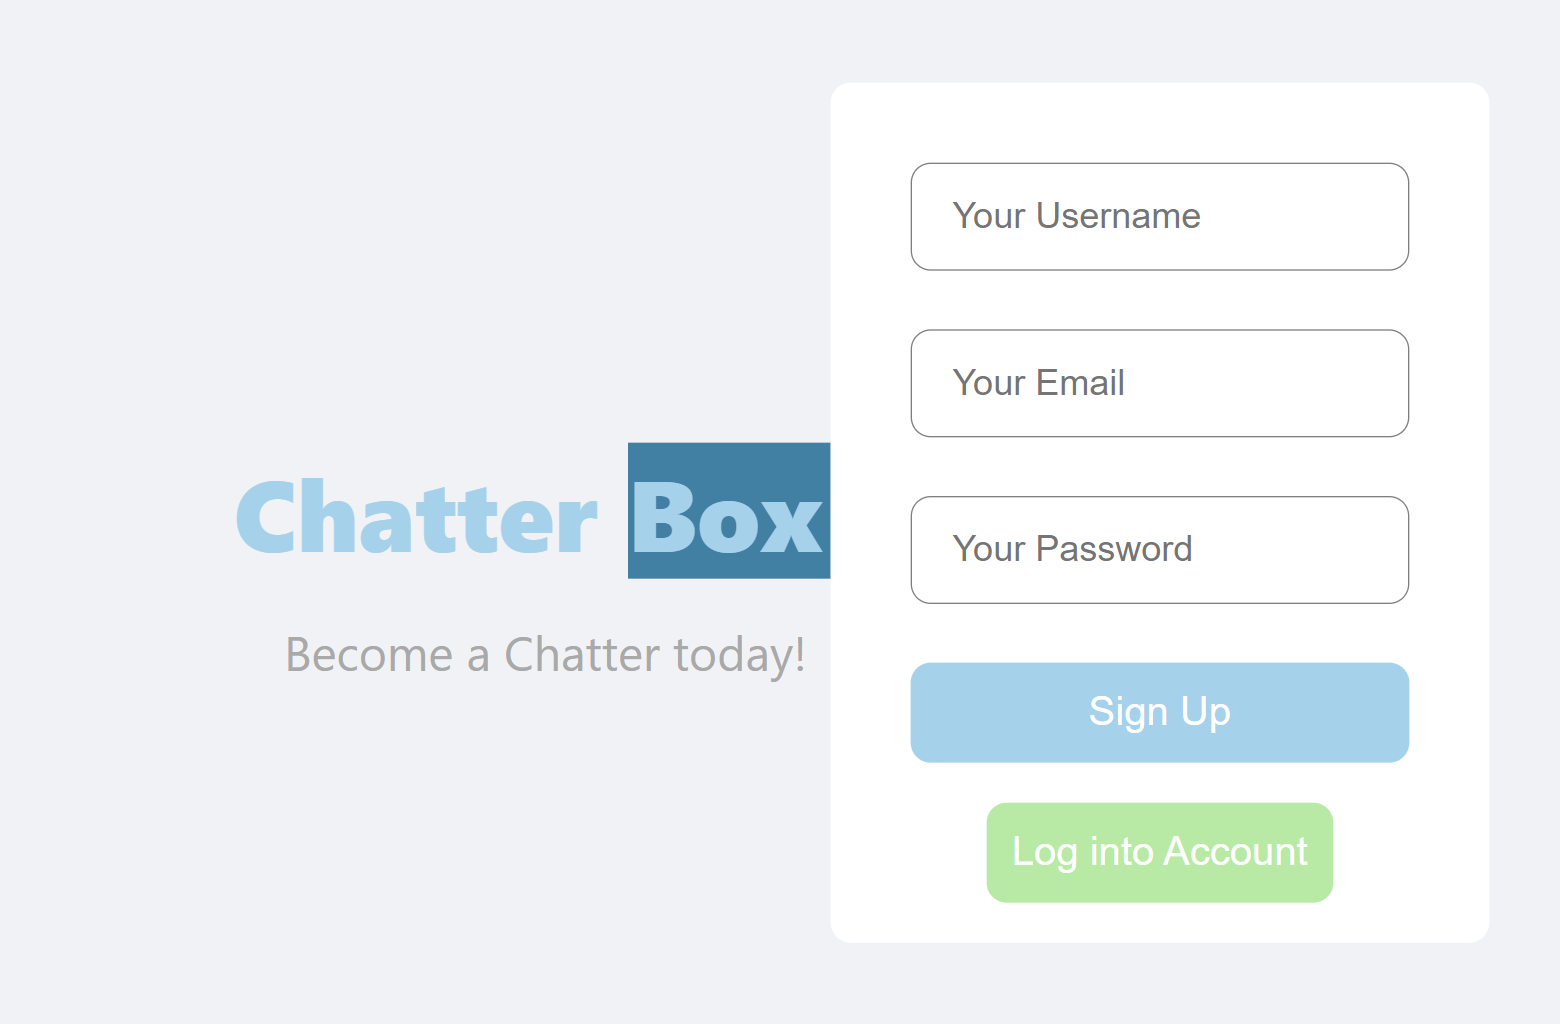 Chatter Box
Become a Chatter today!
Your Username
Your Email
Your Password
Sign Up
Log into Account